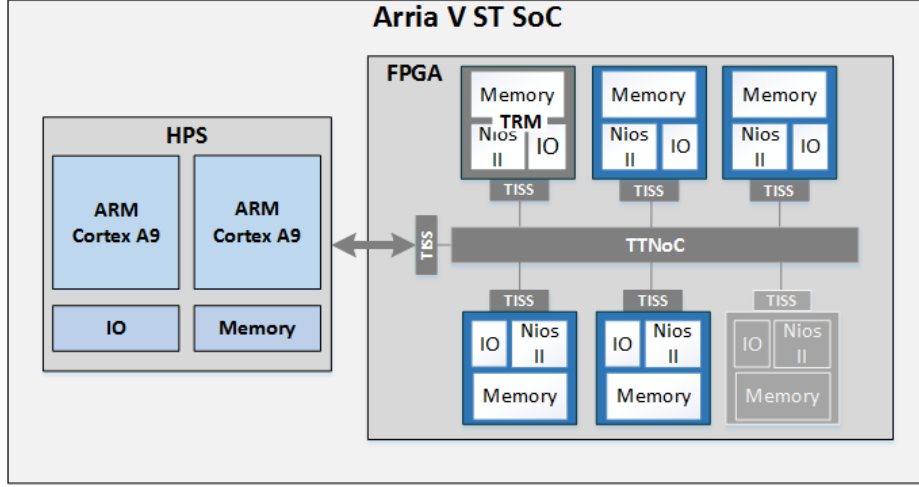 Arria V ST SoC
HPS
ARM
Cortex A9
ARM
Cortex A9
IO
Memory
FPGA
Memory
TRM
Nios
II
IO
TISS
Memory
Nios
II
IO
TISS
Memory
Nios
II
IO
TISS
TISS
TTNoC
TISS
IO
Nios
II
Memory
TISS
IO
Nios
II
Memory
TISS
IO
Nios
II
Memory